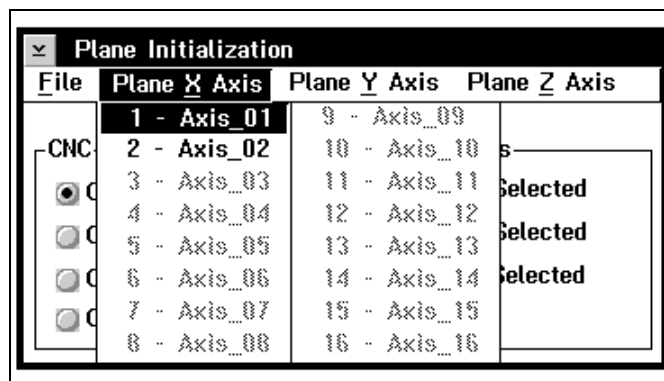 Plane Initialization
File Plane X Axis Plane Y Axis Plane Z Axis
1 - Axis_01 9 - Axis_09
CNC 2 - Axis_02 10 - Axis_10 s
3 - Axis_03 11 - Axis_11 Selected
4 - Axis_04 12 - Axis_12
5 - Axis_05 13 - Axis_13 Selected
6 - Axis_06 14 - Axis_14 Selected
7 - Axis_07 15 - Axis_15
8 - Axis_08 16 - Axis_16